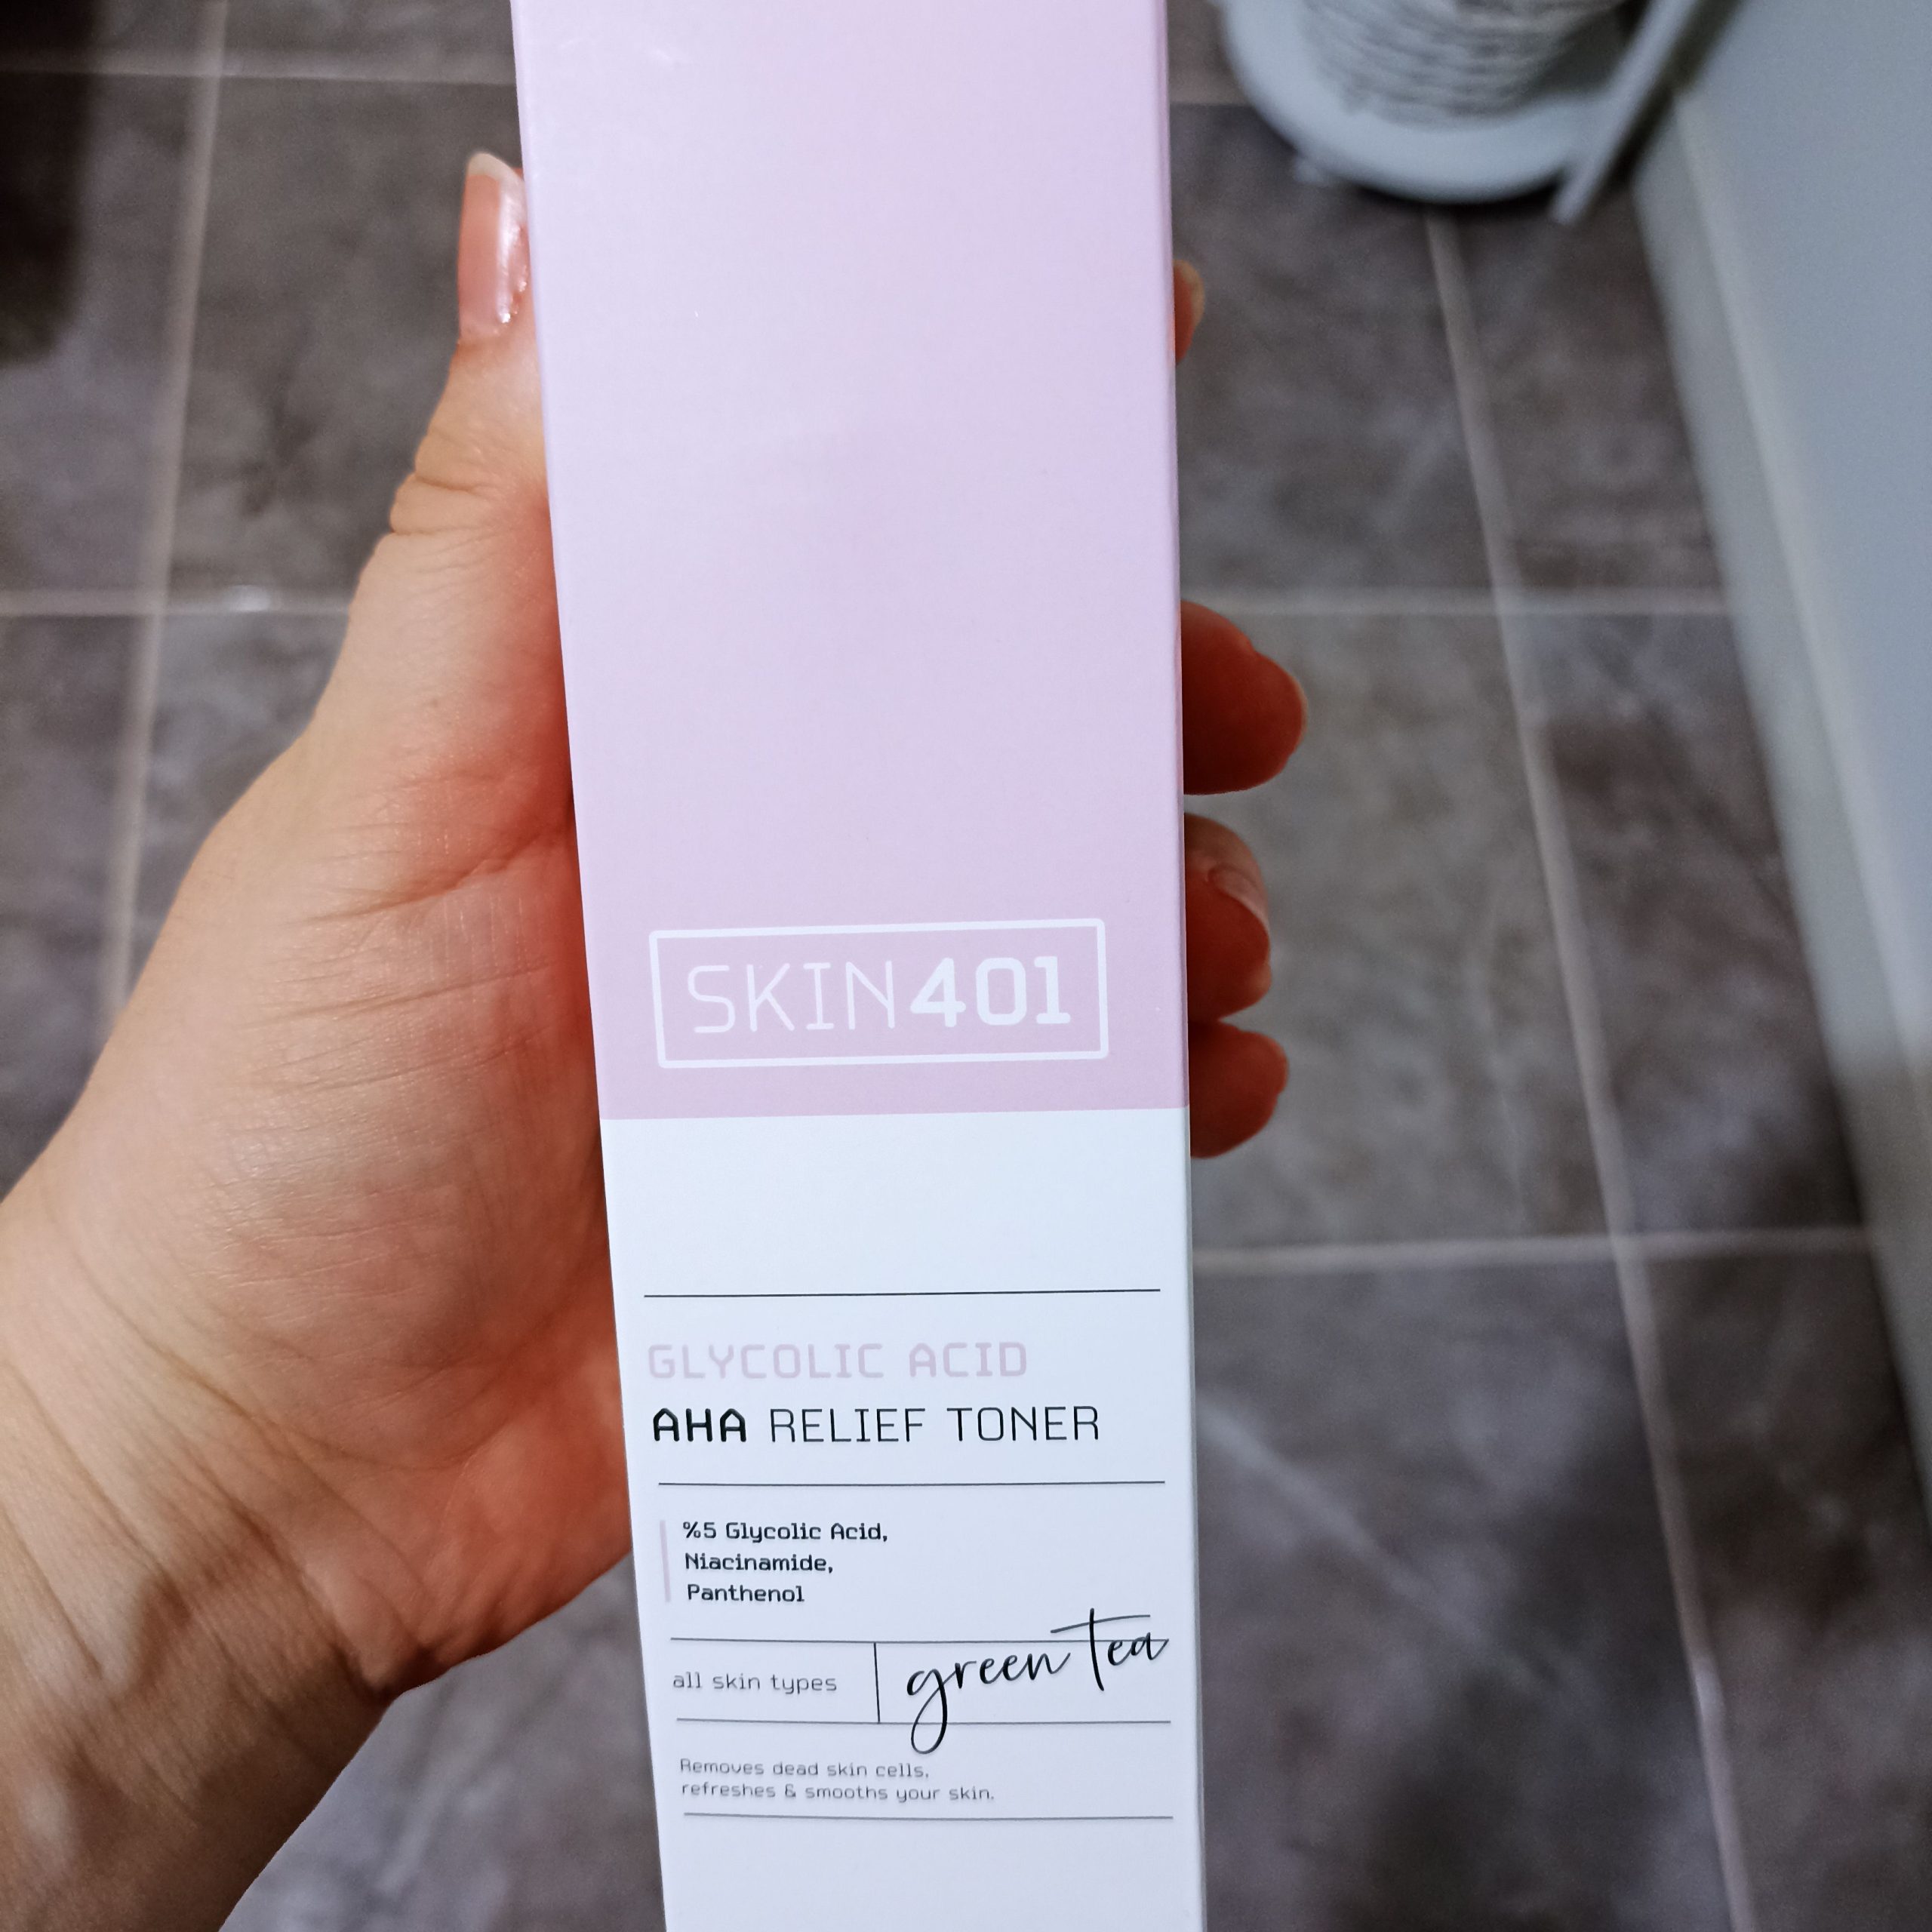 SKIN401
GLYCOLIC ACID
AHA RELIEF TONER
%5 Glycolic Acid,
Niacinamide,
Panthenol
all skin types
green tea
Removes dead skin cells,
refreshes & smooths your skin.